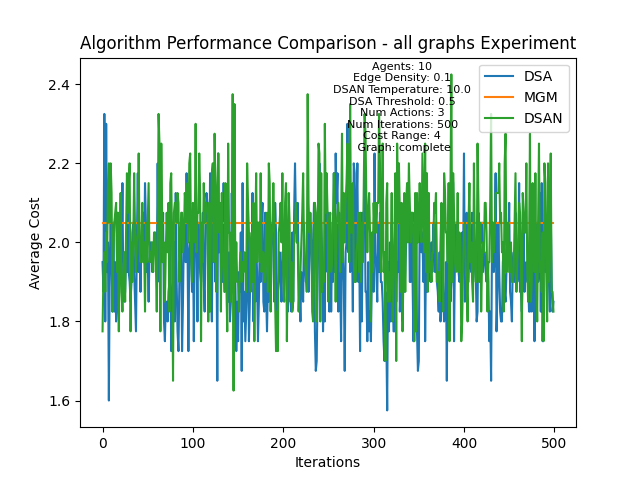 Algorithm Performance Comparison - all graphs Experiment
Agents: 10
Edge Density: 0.1
DSAN Temperature: 10.0
DSA Threshold: 0.5
Num Actions: 3
Num Iterations: 500
Cost Range: 4
Graph: complete
DSA
MGM
DSAN
Average Cost
2.4
2.2
2.0
1.8
1.6
0
100
200
300
400
500
Iterations